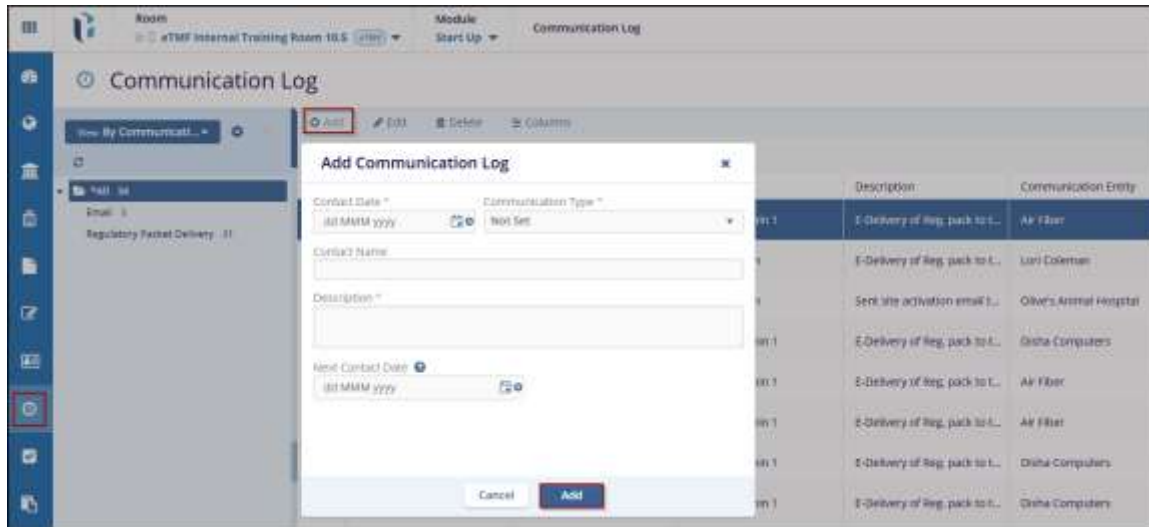 Room
Module
eTMF Internal Training Room 10.5 eTMF
Start Up
Communication Log
Communication Log
View By Communicati...
Add Edit Delete Columns
Add Communication Log
Contact Date * Communication Type *
dd MMM yyyy Not Set
Contact Name
Description *
Next Contact Date
dd MMM yyyy
Cancel Add
*All 34
Email 3
Regulatory Packet Delivery 31
Description Communication Entity
E-Delivery of Reg. pack to t... Air Fiber
E-Delivery of Reg. pack to t... Lori Coleman
Sent site activation email t... Olive's Animal Hospital
E-Delivery of Reg. pack to t... Disha Computers
E-Delivery of Reg. pack to t... Air Fiber
E-Delivery of Reg. pack to t... Air Fiber
E-Delivery of Reg. pack to t... Disha Computers
E-Delivery of Reg. pack to t... Disha Computers